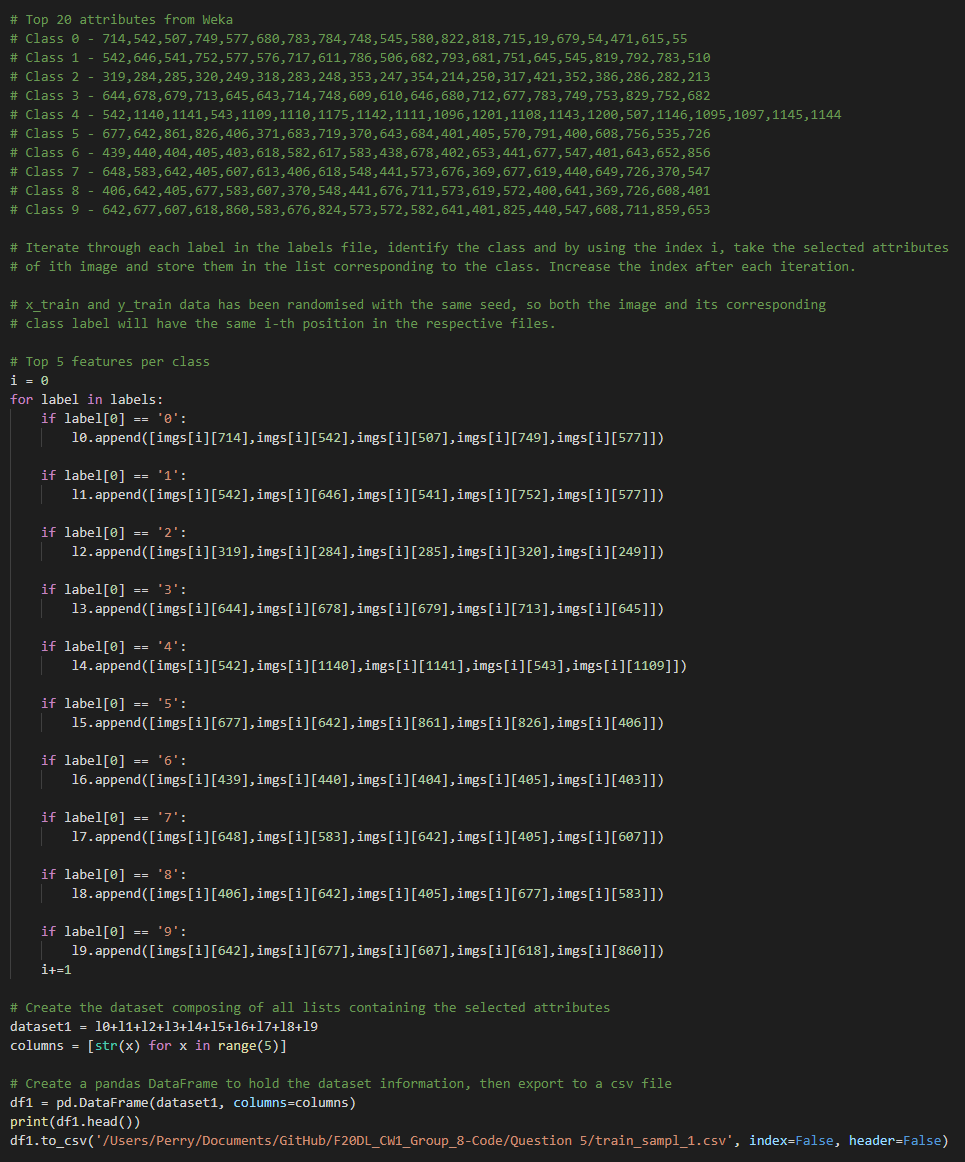 # Top 20 attributes from Weka
# Class 0 - 714,542,507,749,577,680,783,784,748,545,580,822,818,715,19,679,54,471,615,55
# Class 1 - 542,646,541,752,577,576,717,611,786,506,682,793,681,751,645,545,819,792,783,510
# Class 2 - 319,284,285,320,249,318,283,248,353,247,354,214,250,317,421,352,386,286,282,213
# Class 3 - 644,678,679,713,645,643,714,748,609,610,646,680,712,677,783,749,753,829,752,682
# Class 4 - 542,1140,1141,543,1109,1110,1175,1142,1111,1096,1201,1108,1143,1200,507,1146,1095,1097,1145,1144
# Class 5 - 677,642,861,826,406,371,683,719,370,643,684,401,405,570,791,400,608,756,535,726
# Class 6 - 439,440,404,405,403,618,582,617,583,438,678,402,653,441,677,547,401,643,652,856
# Class 7 - 648,583,642,405,607,613,406,618,548,441,573,676,369,677,619,440,649,726,370,547
# Class 8 - 406,642,405,677,583,607,370,548,441,676,711,573,619,572,400,641,369,726,608,401
# Class 9 - 642,677,607,618,860,583,676,824,573,572,582,641,401,825,440,547,608,711,859,653

# Iterate through each label in the labels file, identify the class and by using the index i, take the selected attributes
# of ith image and store them in the list corresponding to the class. Increase the index after each iteration.

# x_train and y_train data has been randomised with the same seed, so both the image and its corresponding
# class label will have the same i-th position in the respective files.

# Top 5 features per class
i = 0
for label in labels:
    if label[0] == '0':
        l0.append([imgs[i][714],imgs[i][542],imgs[i][507],imgs[i][749],imgs[i][577]])

    if label[0] == '1':
        l1.append([imgs[i][542],imgs[i][646],imgs[i][541],imgs[i][752],imgs[i][577]])

    if label[0] == '2':
        l2.append([imgs[i][319],imgs[i][284],imgs[i][285],imgs[i][320],imgs[i][249]])

    if label[0] == '3':
        l3.append([imgs[i][644],imgs[i][678],imgs[i][679],imgs[i][713],imgs[i][645]])

    if label[0] == '4':
        l4.append([imgs[i][542],imgs[i][1140],imgs[i][1141],imgs[i][543],imgs[i][1109]])

    if label[0] == '5':
        l5.append([imgs[i][677],imgs[i][642],imgs[i][861],imgs[i][826],imgs[i][406]])

    if label[0] == '6':
        l6.append([imgs[i][439],imgs[i][440],imgs[i][404],imgs[i][405],imgs[i][403]])

    if label[0] == '7':
        l7.append([imgs[i][648],imgs[i][583],imgs[i][642],imgs[i][405],imgs[i][607]])

    if label[0] == '8':
        l8.append([imgs[i][406],imgs[i][642],imgs[i][405],imgs[i][677],imgs[i][583]])

    if label[0] == '9':
        l9.append([imgs[i][642],imgs[i][677],imgs[i][607],imgs[i][618],imgs[i][860]])
    i+=1

# Create the dataset composing of all lists containing the selected attributes
dataset1 = l0+l1+l2+l3+l4+l5+l6+l7+l8+l9
columns = [str(x) for x in range(5)]

# Create a pandas DataFrame to hold the dataset information, then export to a csv file
df1 = pd.DataFrame(dataset1, columns=columns)
print(df1.head())
df1.to_csv('/Users/Perry/Documents/GitHub/F20DL_CW1_Group_8-Code/Question 5/train_sampl_1.csv', index=False, header=False)